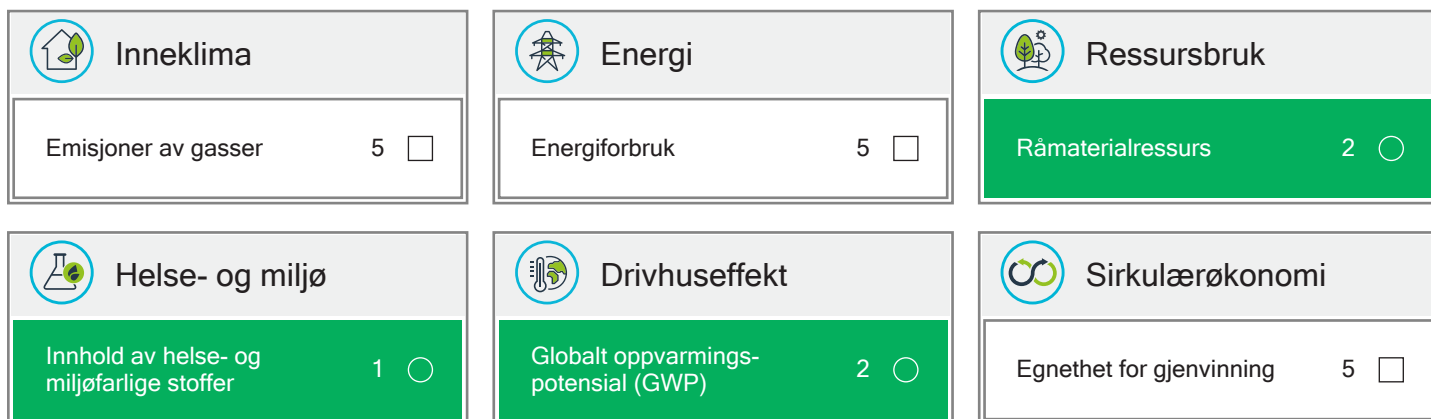 Inneklima
Emisjoner av gasser 5
Energi
Energiforbruk 5
Ressursbruk
Råmaterialressurs 2
Helse- og miljø
Innhold av helse- og
miljøfarlige stoffer 1
Drivhuseffekt
Globalt oppvarmings-
potensial (GWP) 2
Sirkulærøkonomi
Egnethet for gjenvinning 5